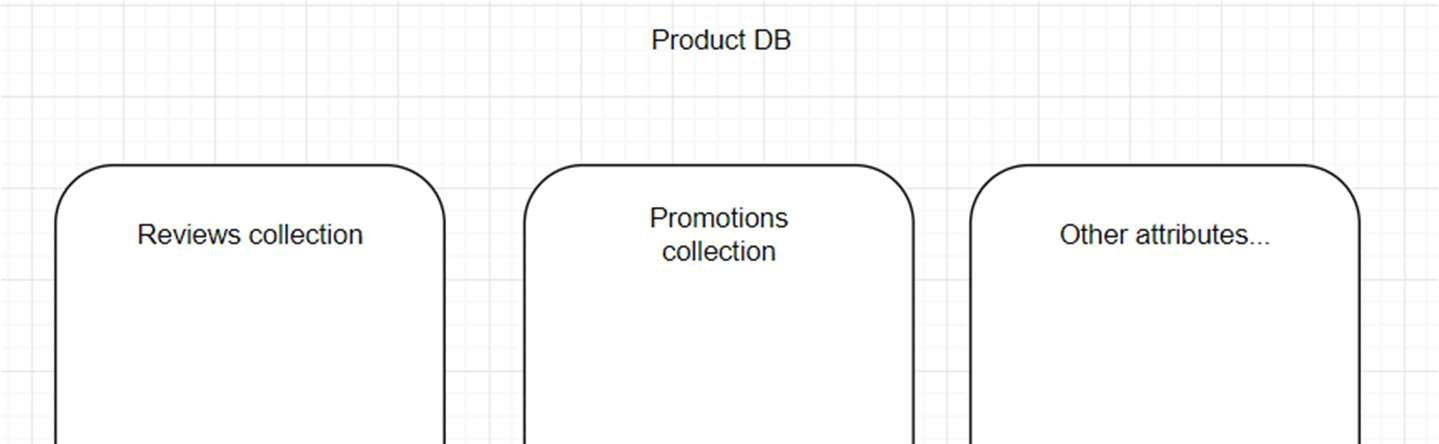 Product DB
Reviews collection
Promotions
collection
Other attributes...